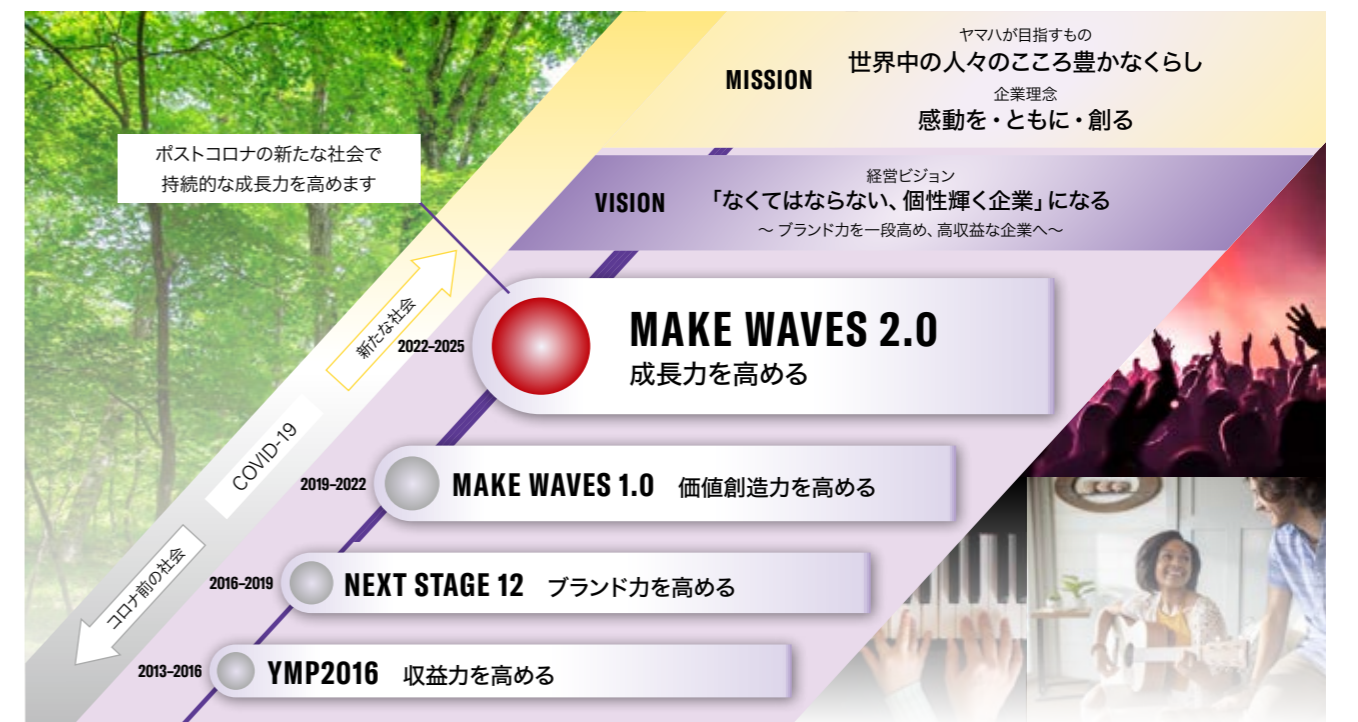 ヤマハが目指すもの
MISSION
世界中の人々のこころ豊かなくらし
企業理念
感動を・ともに・創る
ポストコロナの新たな社会で
持続的な成長力を高めます
経営ビジョン
VISION
「なくてはならない、個性輝く企業」になる
～ ブランド力を一段高め、高収益な企業へ～
新たな社会
2022–2025
MAKE WAVES 2.0
成長力を高める
COVID-19
2019–2022
MAKE WAVES 1.0 価値創造力を高める
コロナ前の社会
2016–2019
NEXT STAGE 12 ブランド力を高める
2013–2016
YMP2016 収益力を高める